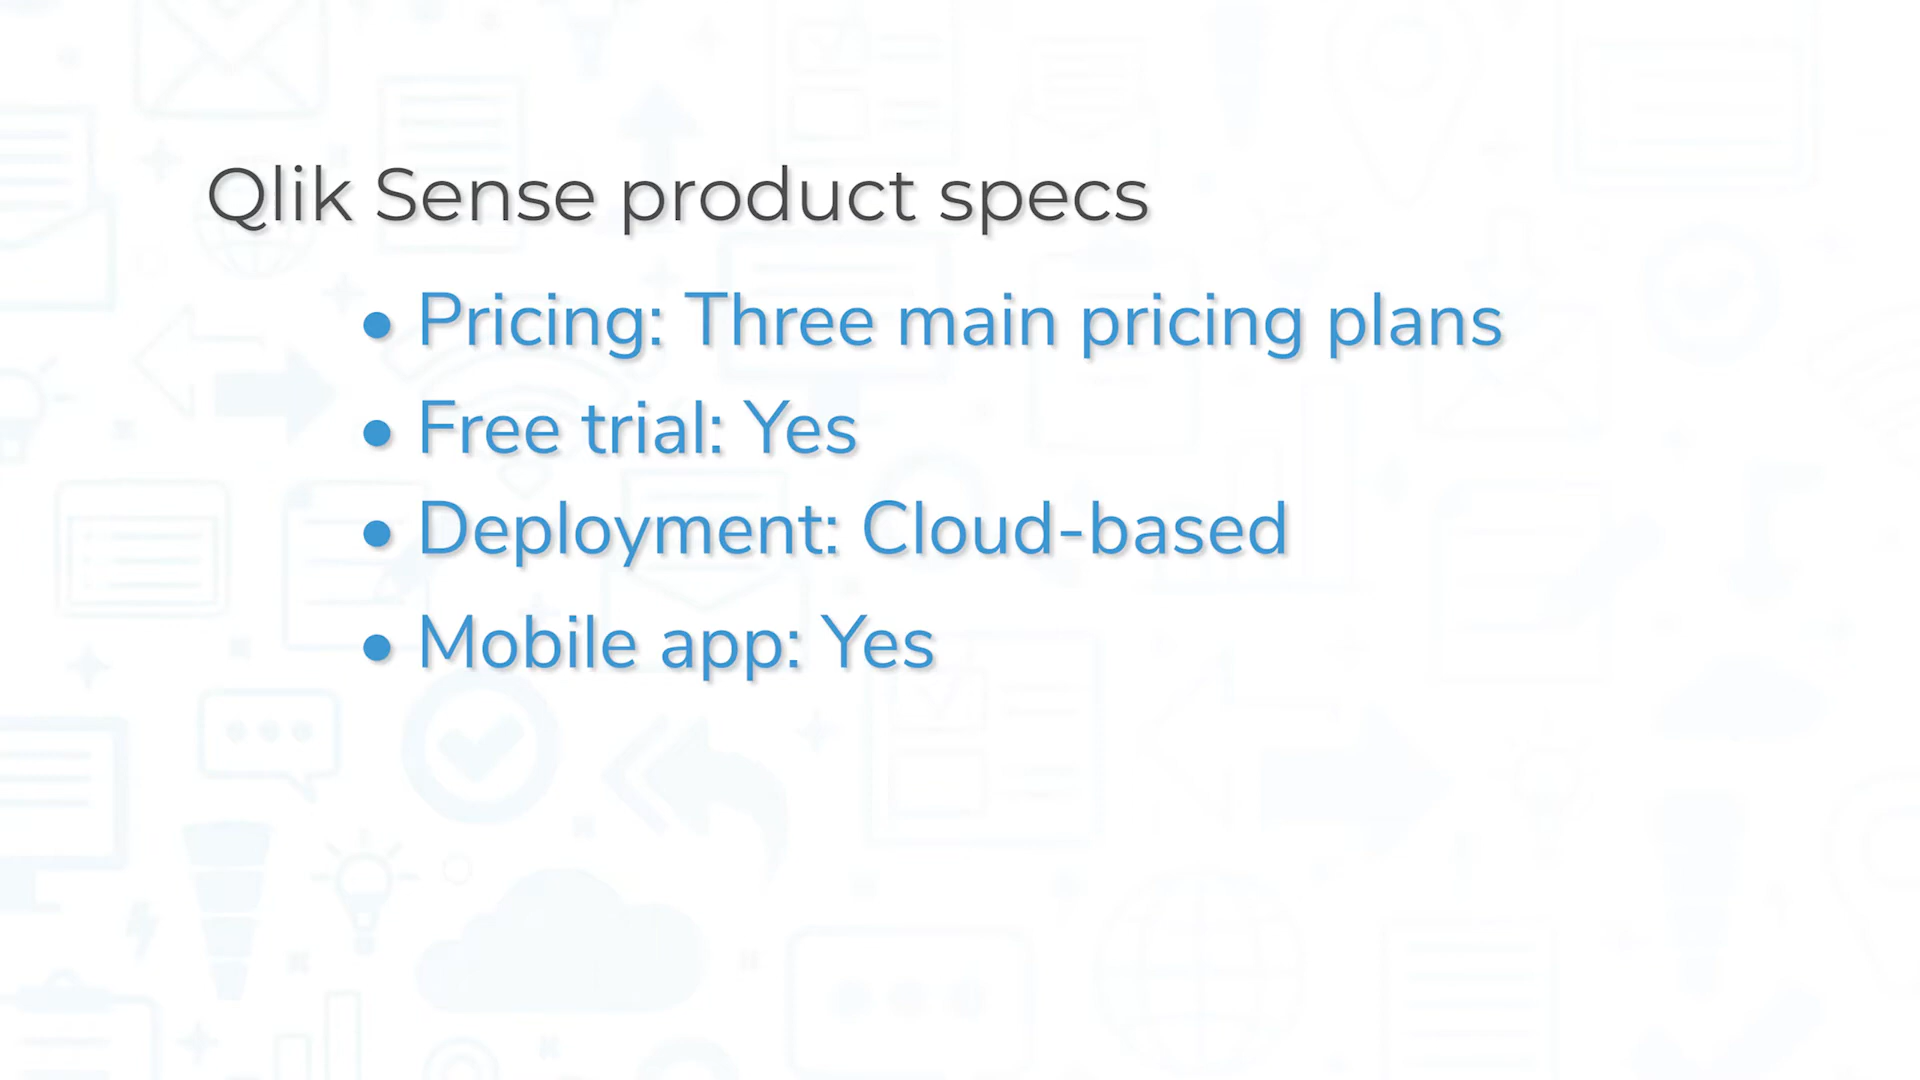 Qlik Sense product specs
• Pricing: Three main pricing plans
• Free trial: Yes
• Deployment: Cloud-based
• Mobile app: Yes